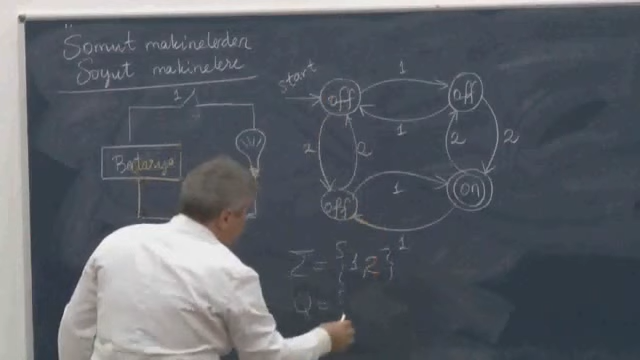 Somut makinelerden
Soyut makinelere
start
off
1
off
1
1
Batarya
2
2
2
2
off
1
on
1
Σ = { 1, 2 }
Q = {